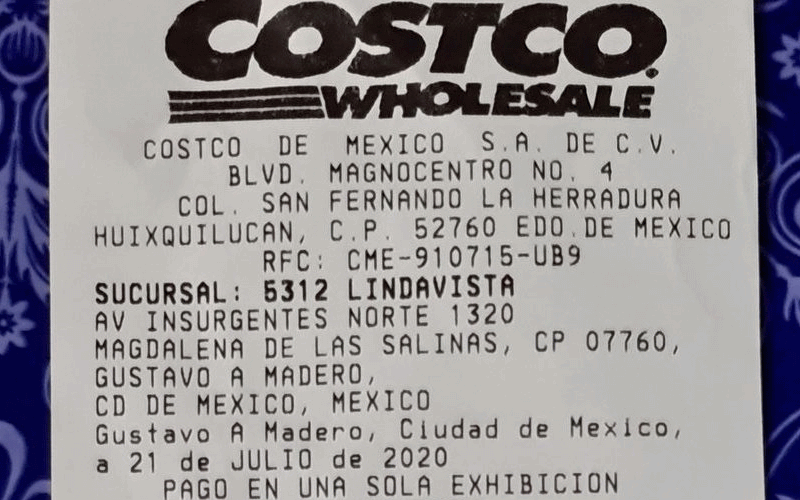 COSTCO
WHOLESALE
COSTCO DE MEXICO S.A. DE C.V.
BLVD. MAGNOCENTRO NO. 4
COL. SAN FERNANDO LA HERRADURA
HUIXQUILUCAN, C.P. 52760 EDO.DE MEXICO
RFC: CME-910715-UB9
SUCURSAL: 5312 LINDAVISTA
AV INSURGENTES NORTE 1320
MAGDALENA DE LAS SALINAS, CP 07760,
GUSTAVO A MADERO,
CD DE MEXICO, MEXICO
Gustavo A Madero, Ciudad de Mexico,
a 21 de JULIO de 2020
PAGO EN UNA SOLA EXHIBICION